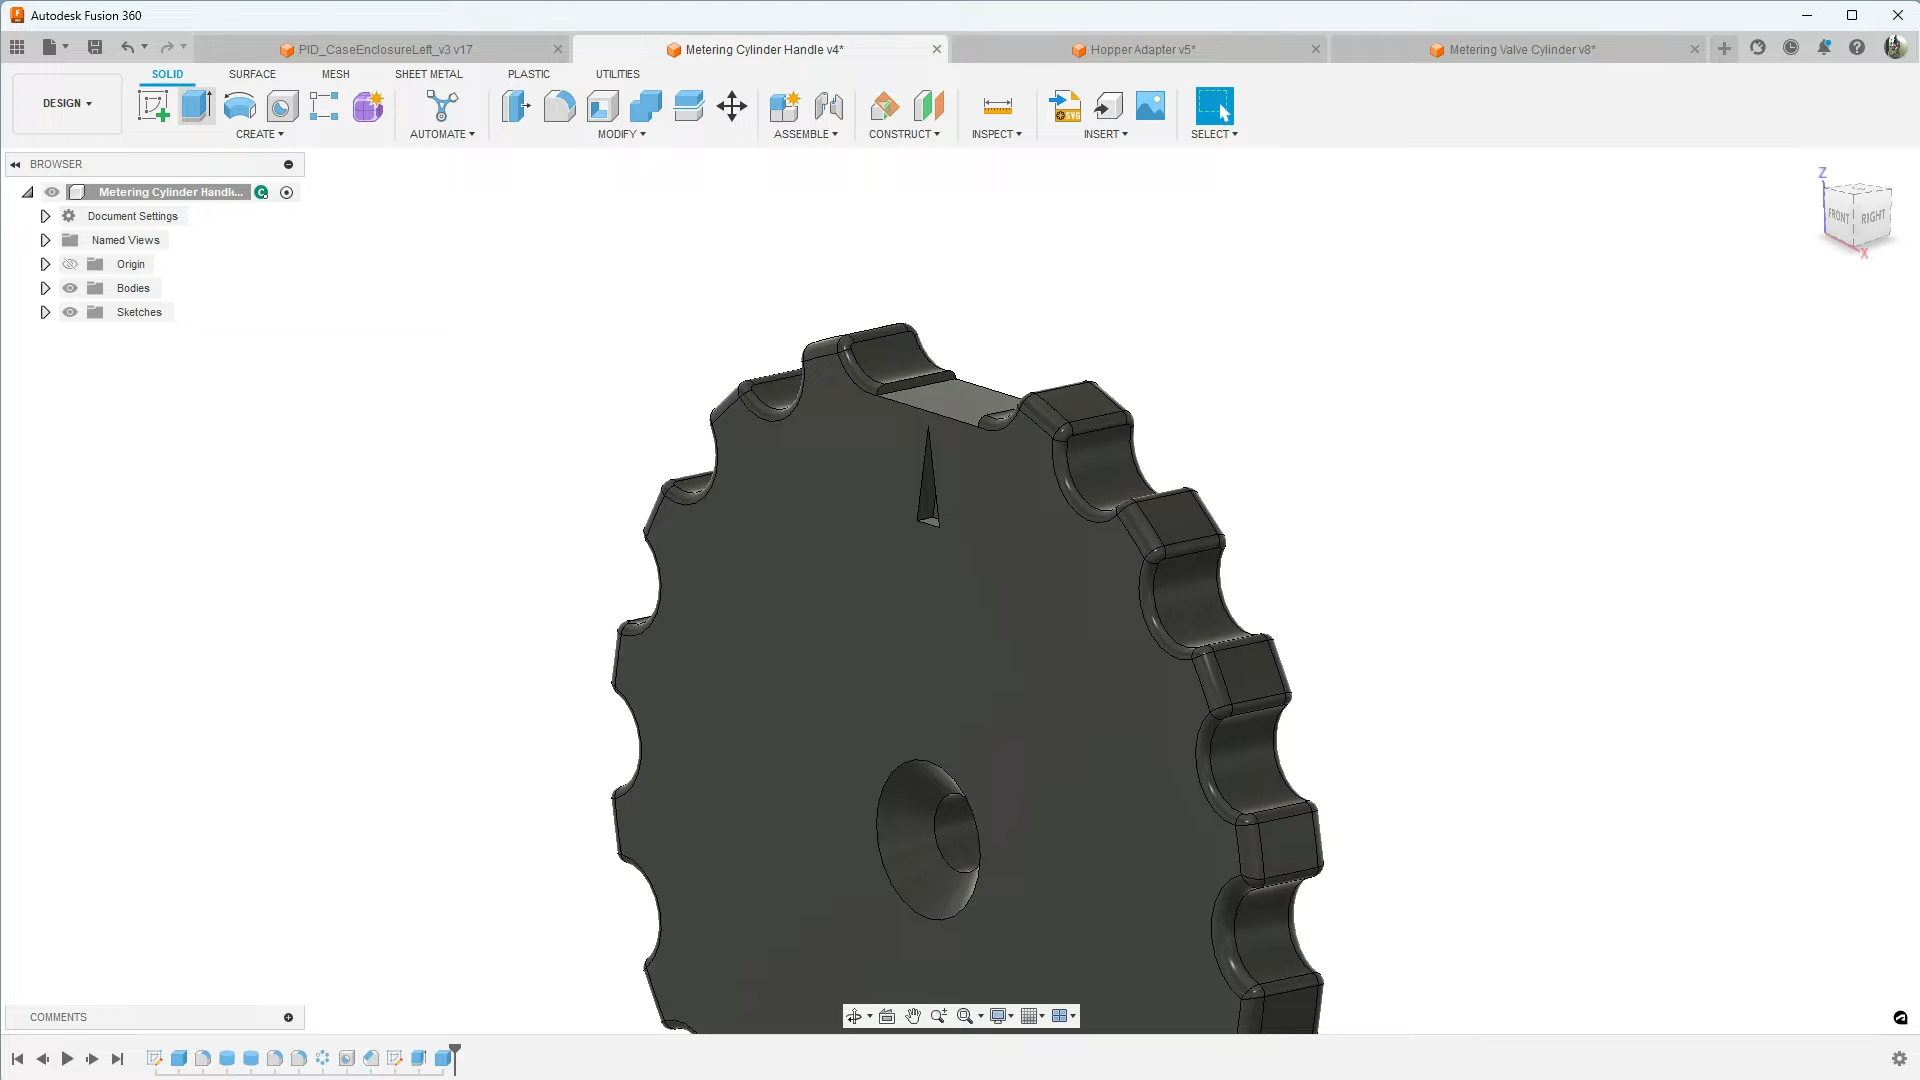 Autodesk Fusion 360
PID_CaseEnclosureLeft_v3 v17
Metering Cylinder Handle v4*
Hopper Adapter v5*
Metering Valve Cylinder v8*
SOLID
SURFACE
MESH
SHEET METAL
PLASTIC
UTILITIES
DESIGN
CREATE
AUTOMATE
MODIFY
ASSEMBLE
CONSTRUCT
INSPECT
SVG
INSERT
SELECT
BROWSER
Metering Cylinder Handl...
Document Settings
Named Views
Origin
Bodies
Sketches
Z
FRONT
RIGHT
X
COMMENTS